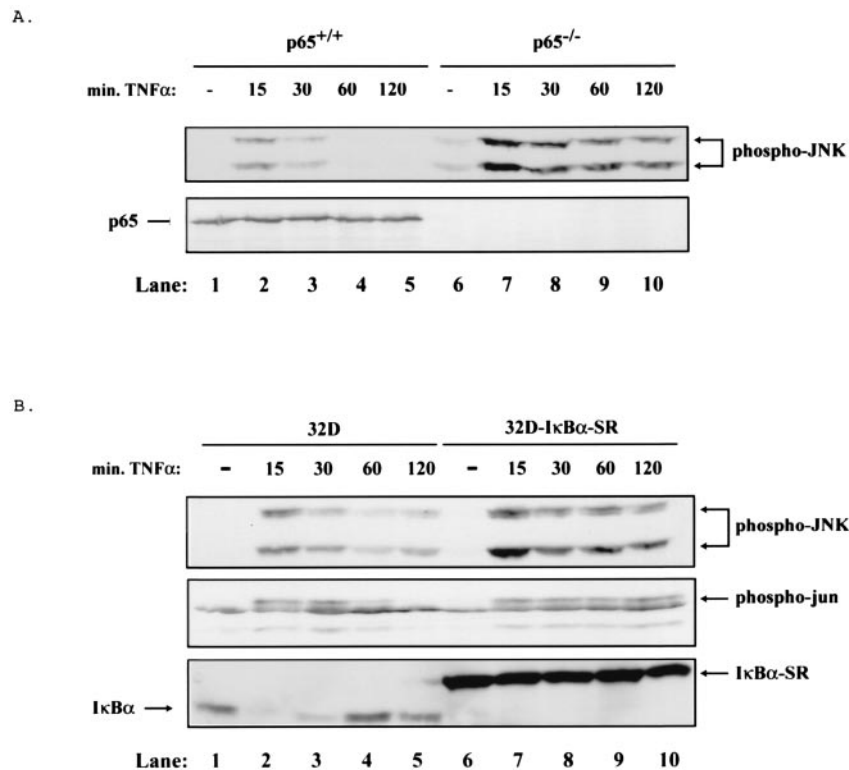 A.
p65+/+ p65-/-
min. TNFα: - 15 30 60 120 - 15 30 60 120
phospho-JNK
p65
Lane: 1 2 3 4 5 6 7 8 9 10
B.
32D 32D-IκBα-SR
min. TNFα: - 15 30 60 120 - 15 30 60 120
phospho-JNK
phospho-jun
IκBα-SR
IκBα
Lane: 1 2 3 4 5 6 7 8 9 10